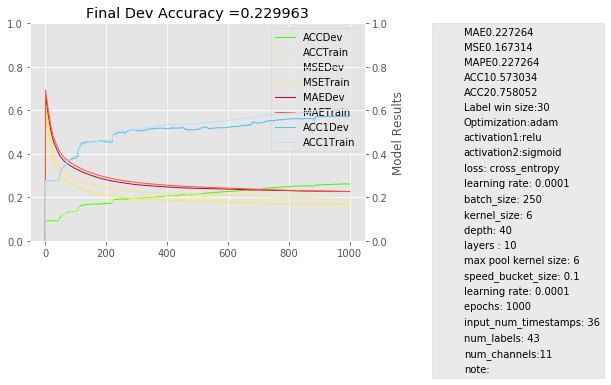 Final Dev Accuracy =0.229963
1.0 1.0
0.8 0.8
0.6 0.6
0.4 0.4
0.2 0.2
0.0 0.0
0 200 400 600 800 1000
Model Results
ACCDev
ACCTrain
MSEDev
MSETrain
MAEDev
MAETrain
ACC1Dev
ACC1Train
MAE0.227264
MSE0.167314
MAPE0.227264
ACC10.573034
ACC20.758052
Label win size:30
Optimization:adam
activation1:relu
activation2:sigmoid
loss: cross_entropy
learning rate: 0.0001
batch_size: 250
kernel_size: 6
depth: 40
layers : 10
max pool kernel size: 6
speed_bucket_size: 0.1
learning rate: 0.0001
epochs: 1000
input_num_timestamps: 36
num_labels: 43
num_channels:11
note: